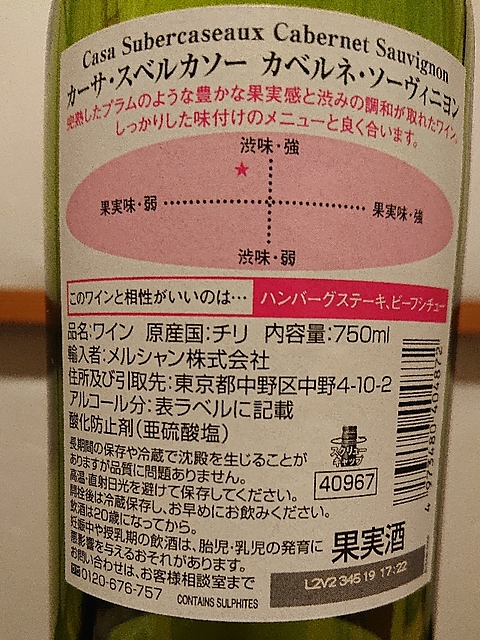 Casa Subercaseaux Cabernet Sauvignon
カーサ・スベルカソー カベルネ・ソーヴィニヨン
完熟したプラムのような豊かな果実感と渋みの調和が取れたワイン。
しっかりした味付けのメニューと良く合います。
渋味・強
果実味・弱 果実味・強
渋味・弱
このワインと相性がいいのは… ハンバーグステーキ、ビーフシチュー
品名:ワイン 原産国:チリ 内容量:750ml
輸入者:メルシャン株式会社
住所及び引取先:東京都中野区中野4-10-2
アルコール分:表ラベルに記載
酸化防止剤(亜硫酸塩)
長期間の保存や冷蔵で沈殿を生じることが
ありますが品質に問題ありません。
高温・直射日光を避けて保存してください。
開栓後は冷蔵保存し、お早めにお飲みください。
飲酒は20歳になってから。
妊娠中や授乳期の飲酒は、胎児・乳児の発育に
悪影響を与えるおそれがあります。
お問い合わせは、お客様相談室まで
0120-676-757 CONTAINS SULPHITES
スクリュー
キャップ
40967
果実酒
L2V2 345 19 17:22
4 973480 404872